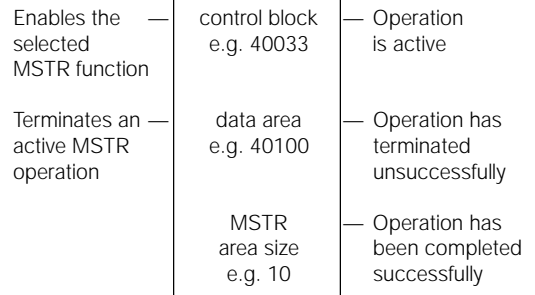 Enables the — control block — Operation
selected e.g. 40033 is active
MSTR function
Terminates an — data area — Operation has
active MSTR e.g. 40100 terminated
operation unsuccessfully
MSTR — Operation has
area size been completed
e.g. 10 successfully